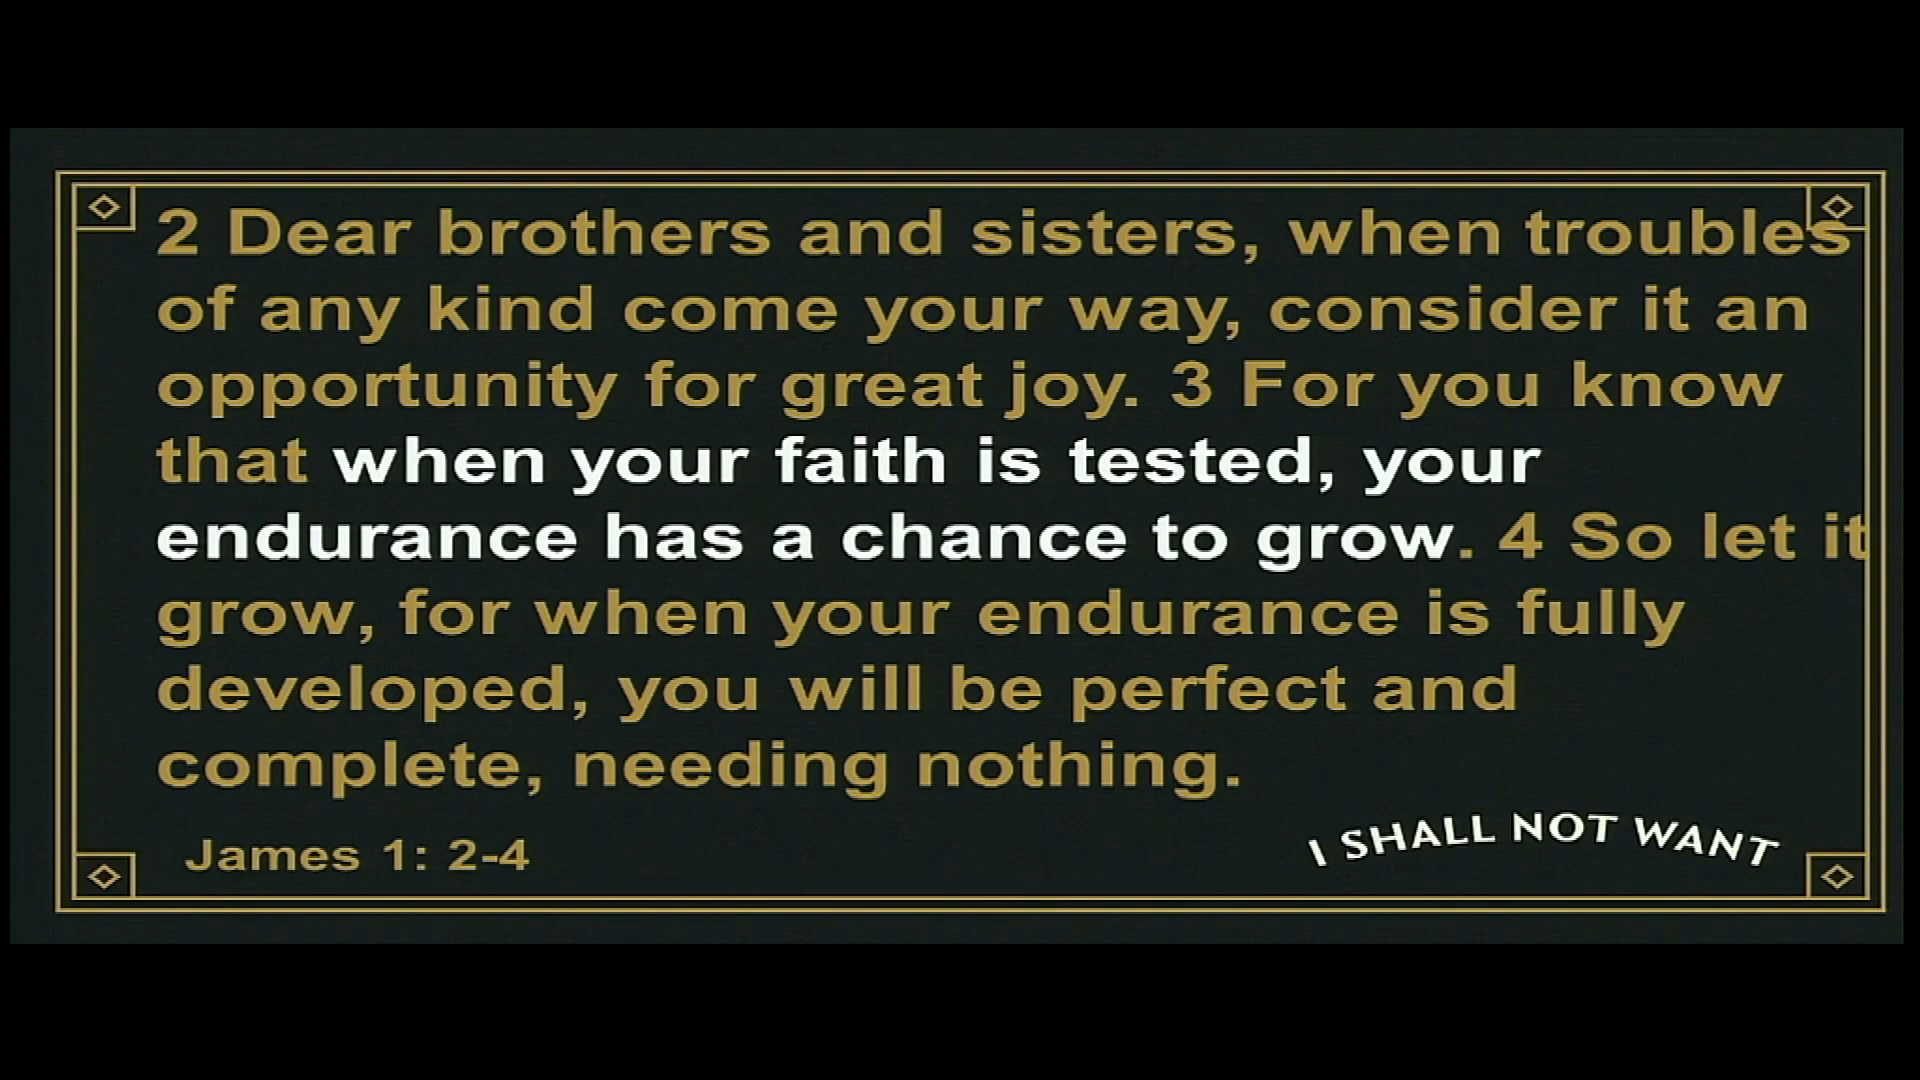 2 Dear brothers and sisters, when troubles
of any kind come your way, consider it an
opportunity for great joy. 3 For you know
that when your faith is tested, your
endurance has a chance to grow. 4 So let it
grow, for when your endurance is fully
developed, you will be perfect and
complete, needing nothing.
James 1: 2-4
I SHALL NOT WANT